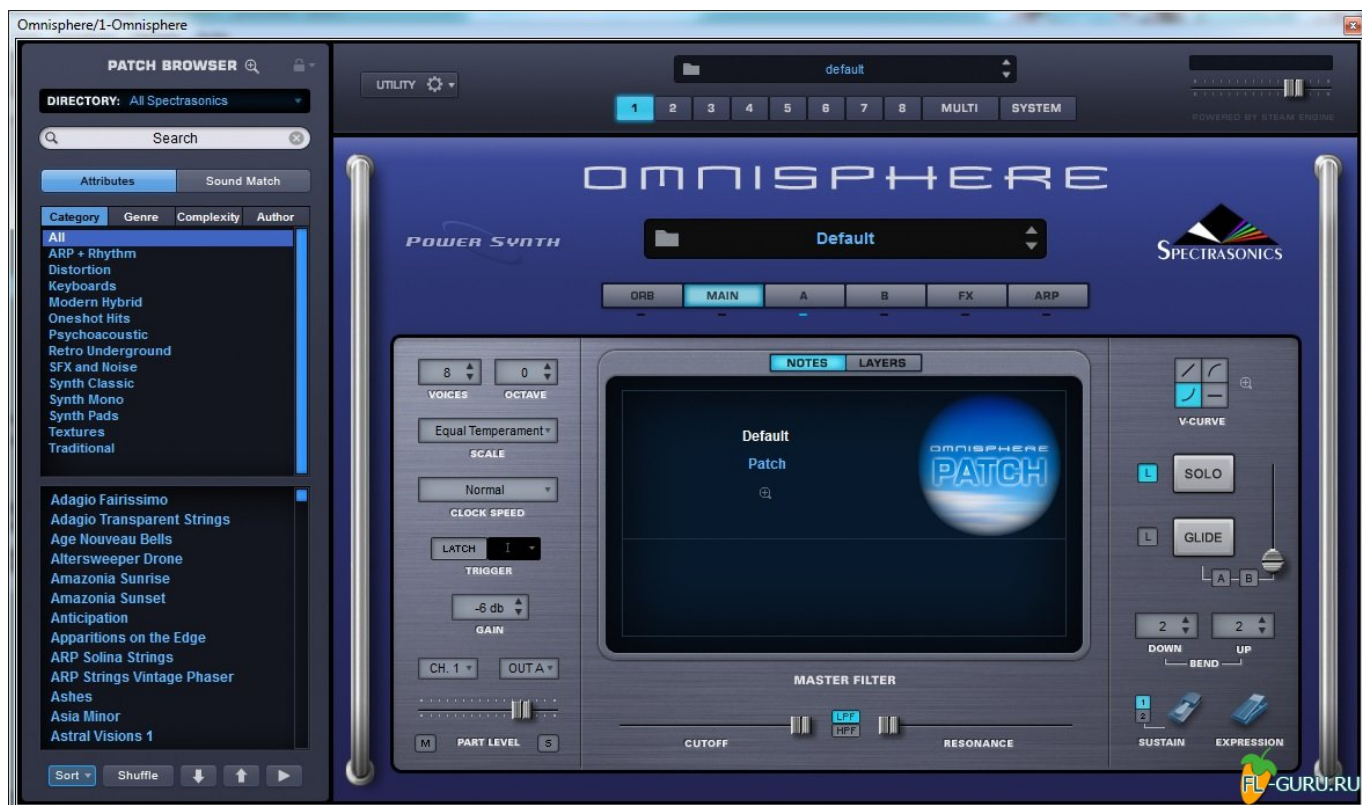 Omnisphere/1-Omnisphere
PATCH BROWSER
DIRECTORY: All Spectrasonics
Search
Attributes Sound Match
Category Genre Complexity Author
All
ARP + Rhythm
Distortion
Keyboards
Modern Hybrid
Oneshot Hits
Psychoacoustic
Retro Underground
SFX and Noise
Synth Classic
Synth Mono
Synth Pads
Textures
Traditional
Adagio Fairissimo
Adagio Transparent Strings
Age Nouveau Bells
Altersweeper Drone
Amazonia Sunrise
Amazonia Sunset
Anticipation
Apparitions on the Edge
ARP Solina Strings
ARP Strings Vintage Phaser
Ashes
Asia Minor
Astral Visions 1
Sort Shuffle
UTILITY
default
1 2 3 4 5 6 7 8 MULTI SYSTEM
POWERED BY STEAM ENGINE
OMNISPHERE
POWER SYNTH
Default
SPECTRASONICS
ORB MAIN A B FX ARP
8 0
VOICES OCTAVE
Equal Temperament
SCALE
Normal
CLOCK SPEED
LATCH
TRIGGER
-6 db
GAIN
CH. 1 OUT A
M PART LEVEL S
NOTES LAYERS
Default
Patch
OMNISPHERE
PATCH
MASTER FILTER
LPF
HPF
CUTOFF RESONANCE
V-CURVE
L SOLO
L GLIDE
A B
2 2
DOWN UP
BEND
1
2
SUSTAIN EXPRESSION
FL-GURU.RU